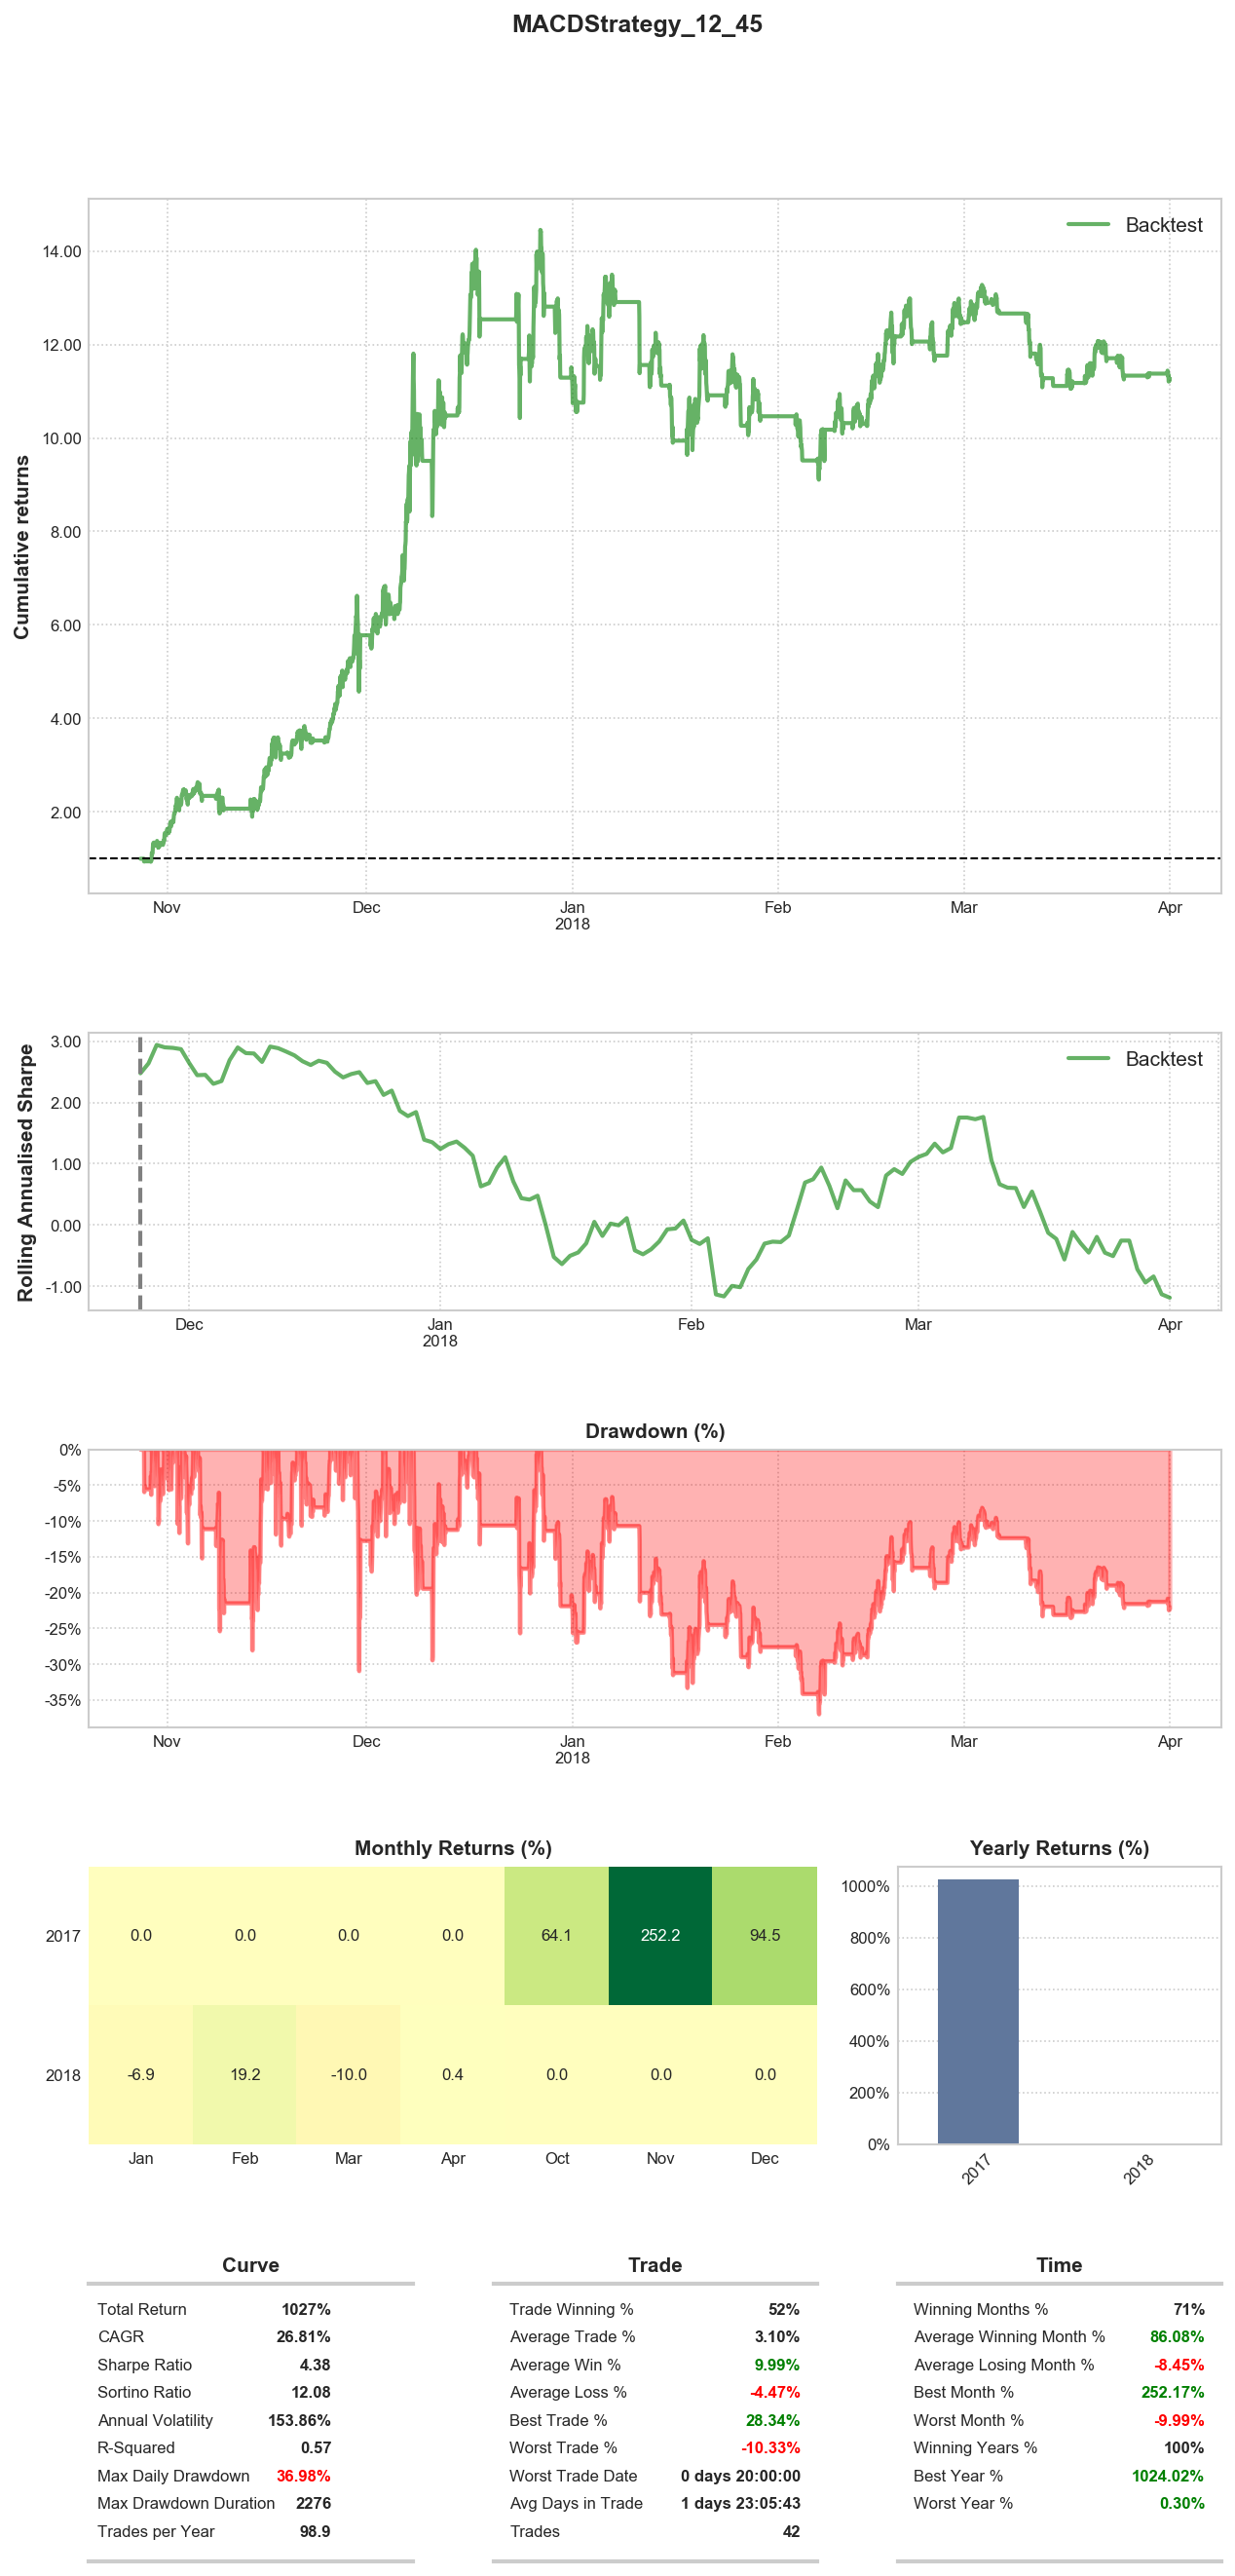 MACDStrategy_12_45
Backtest
Cumulative returns
14.00
12.00
10.00
8.00
6.00
4.00
2.00
Nov Dec Jan Feb Mar Apr
2018
Backtest
Rolling Annualised Sharpe
3.00
2.00
1.00
0.00
-1.00
Dec Jan Feb Mar Apr
2018
Drawdown (%)
0%
-5%
-10%
-15%
-20%
-25%
-30%
-35%
Nov Dec Jan Feb Mar Apr
2018
Monthly Returns (%)
2017 0.0 0.0 0.0 0.0 64.1 252.2 94.5
2018 -6.9 19.2 -10.0 0.4 0.0 0.0 0.0
Jan Feb Mar Apr Oct Nov Dec
Yearly Returns (%)
1000%
800%
600%
400%
200%
0%
2017 2018
Curve
Total Return 1027%
CAGR 26.81%
Sharpe Ratio 4.38
Sortino Ratio 12.08
Annual Volatility 153.86%
R-Squared 0.57
Max Daily Drawdown 36.98%
Max Drawdown Duration 2276
Trades per Year 98.9
Trade
Trade Winning % 52%
Average Trade % 3.10%
Average Win % 9.99%
Average Loss % -4.47%
Best Trade % 28.34%
Worst Trade % -10.33%
Worst Trade Date 0 days 20:00:00
Avg Days in Trade 1 days 23:05:43
Trades 42
Time
Winning Months % 71%
Average Winning Month % 86.08%
Average Losing Month % -8.45%
Best Month % 252.17%
Worst Month % -9.99%
Winning Years % 100%
Best Year % 1024.02%
Worst Year % 0.30%